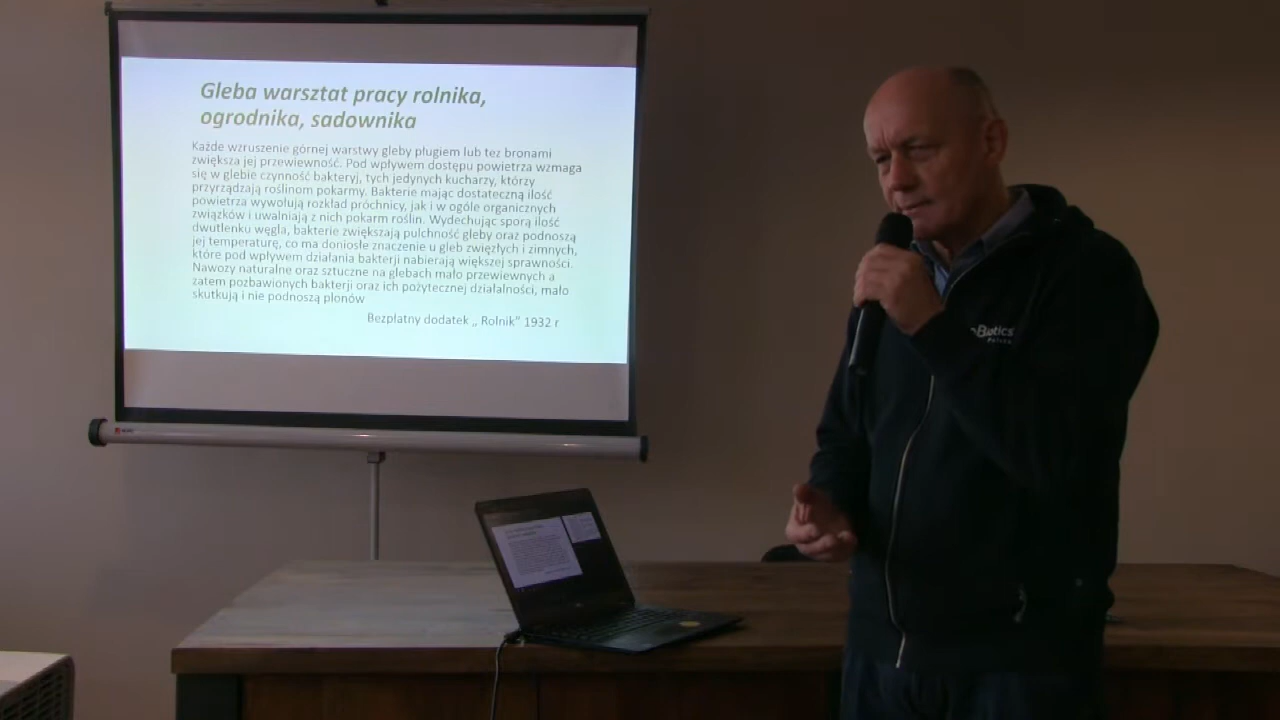 Gleba warsztat pracy rolnika,
ogrodnika, sadownika
Każde wzruszenie górnej warstwy gleby pługiem lub też bronami
zwiększa jej przewiewność. Pod wpływem dostępu powietrza wzmaga
się w glebie czynność bakteryj, tych jedynych kucharzy, którzy
przyrządzają roślinom pokarmy. Bakterie mając dostateczną ilość
powietrza wywołują rozkład próchnicy, jak i w ogóle organicznych
związków i uwalniają z nich pokarm roślin. Wydechując sporą ilość
dwutlenku węgla, bakterie zwiększają pulchność gleby oraz podnoszą
jej temperaturę, co ma doniosłe znaczenie u gleb zwięzłych i zimnych,
które pod wpływem działania bakterji nabierają większej sprawności.
Nawozy naturalne oraz sztuczne na glebach mało przewiewnych a
zatem pozbawionych bakterji oraz ich pożytecznej działalności, mało
skutkują i nie podnoszą plonów
Bezpłatny dodatek „ Rolnik” 1932 r
Biotics
Polska